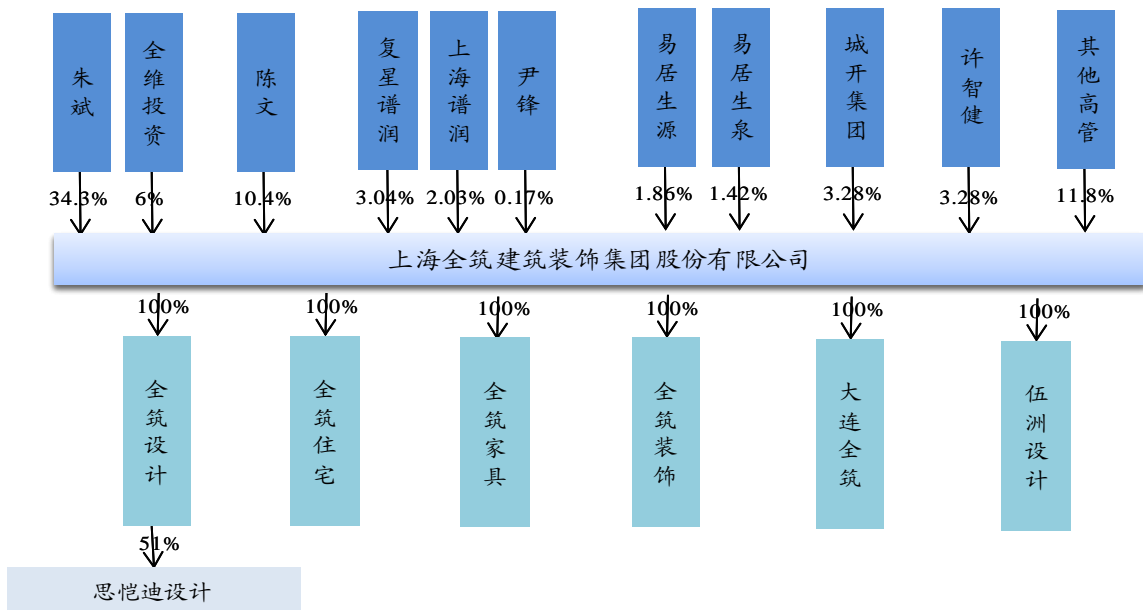 朱斌
全维投资
陈文
复星谱润
上海谱润
尹锋
易居生源
易居生泉
城开集团
许智健
其他高管
34.3%
6%
10.4%
3.04%
2.03%
0.17%
1.86%
1.42%
3.28%
3.28%
11.8%
上海全筑建筑装饰集团股份有限公司
100%
100%
100%
100%
100%
100%
全筑设计
全筑住宅
全筑家具
全筑装饰
大连全筑
伍洲设计
51%
思恺迪设计